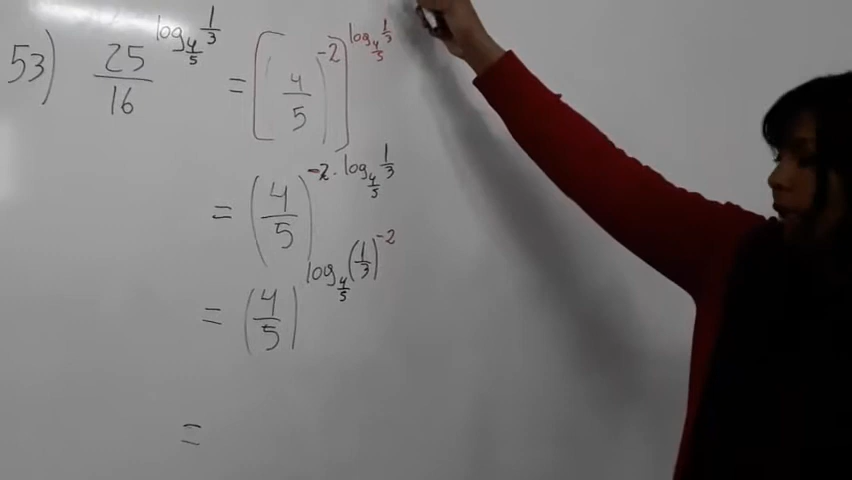 53) 25/16^(log_(4/5) 1/3) = [(4/5)^-2]^(log_(4/5) 1/3)
= (4/5)^(-2 · log_(4/5) 1/3)
= (4/5)^(log_(4/5) (1/3)^-2)
=